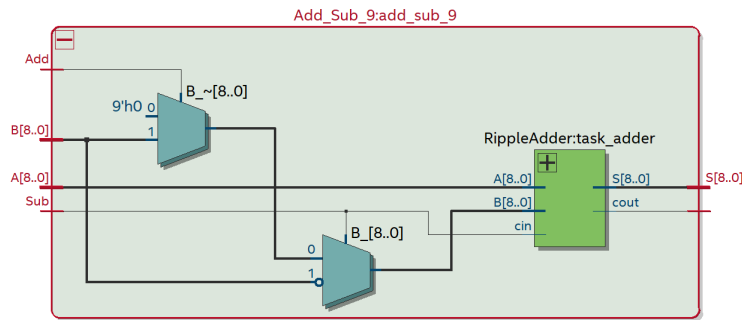 Add_Sub_9:add_sub_9
Add
B_~[8..0]
9'h0 0
1
B[8..0]
RippleAdder:task_adder
A[8..0]
A[8..0] S[8..0]
S[8..0]
Sub
B[8..0] cout
cin
B_[8..0]
0
1